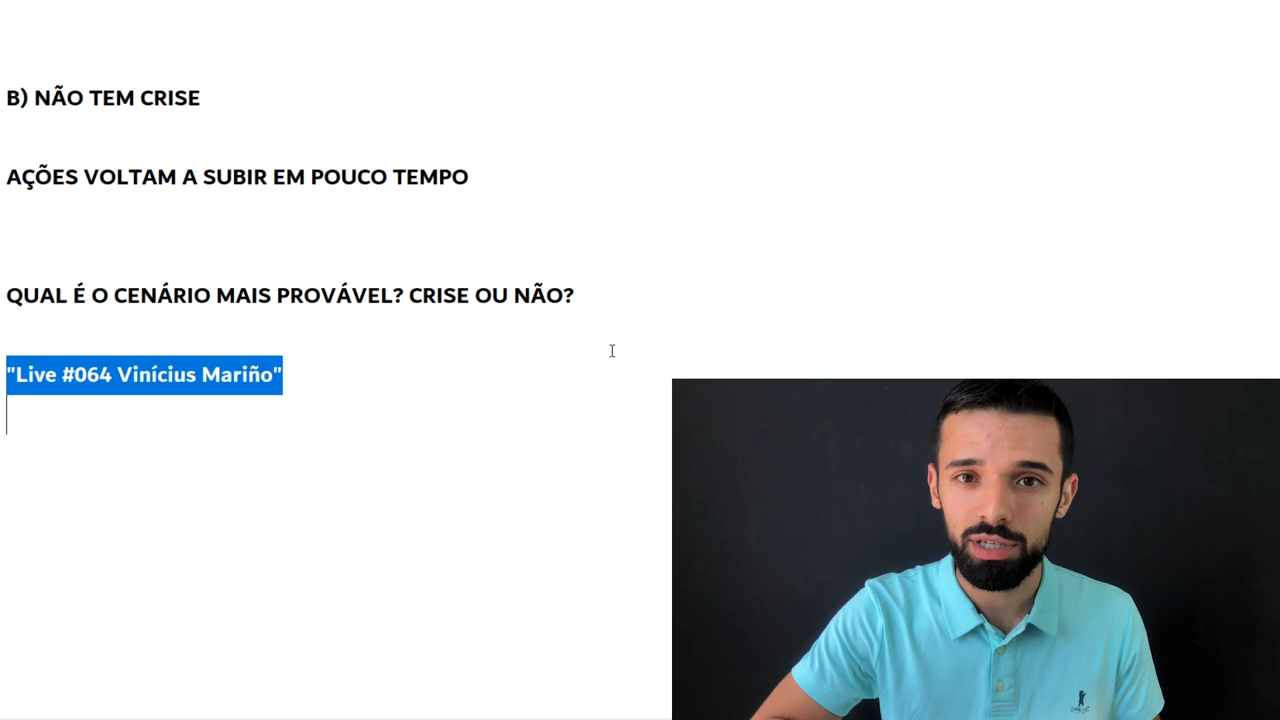 B) NÃO TEM CRISE
AÇÕES VOLTAM A SUBIR EM POUCO TEMPO
QUAL É O CENÁRIO MAIS PROVÁVEL? CRISE OU NÃO?
"Live #064 Vinícius Mariño"